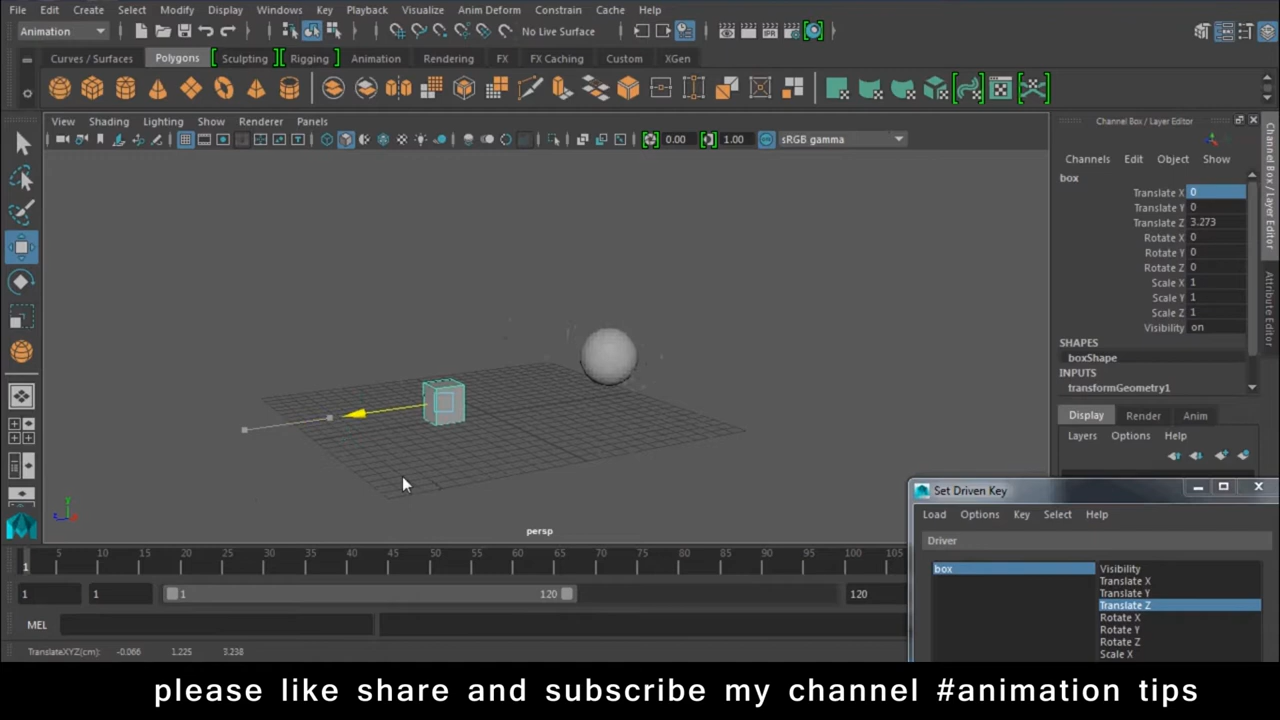 File Edit Create Select Modify Display Windows Key Playback Visualize Anim Deform Constrain Cache Help
Animation No Live Surface
Curves / Surfaces Polygons Sculpting Rigging Animation Rendering FX FX Caching Custom XGen
View Shading Lighting Show Renderer Panels
0.00 1.00 sRGB gamma
persp
Channel Box / Layer Editor
Channels Edit Object Show
box
Translate X 0
Translate Y 0
Translate Z 3.273
Rotate X 0
Rotate Y 0
Rotate Z 0
Scale X 1
Scale Y 1
Scale Z 1
Visibility on
SHAPES
boxShape
INPUTS
transformGeometry1
Display Render Anim
Layers Options Help
Channel Box / Layer Editor
Attribute Editor
Set Driven Key
Load Options Key Select Help
Driver
box
Visibility
Translate X
Translate Y
Translate Z
Rotate X
Rotate Y
Rotate Z
Scale X
5 10 15 20 25 30 35 40 45 50 55 60 65 70 75 80 85 90 95 100 105
1
1 1 1 120 120
MEL
TranslateXYZ(cm): -0.066 1.225 3.238
please like share and subscribe my channel #animation tips